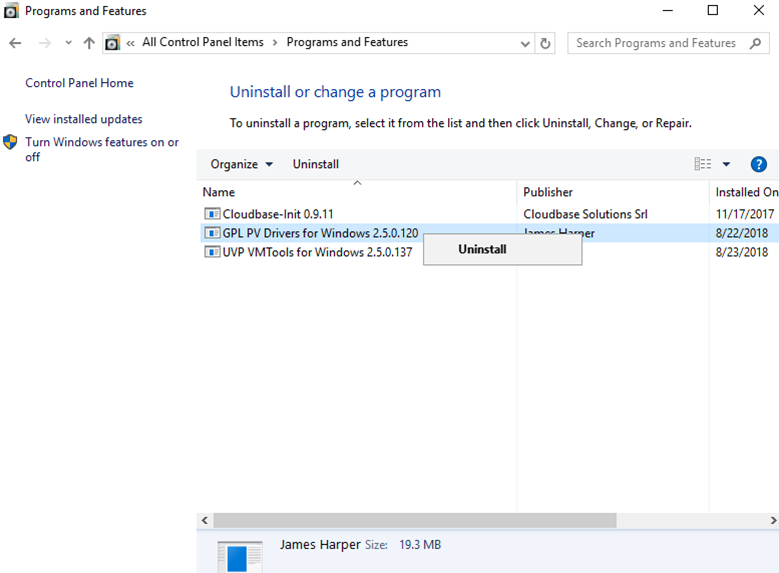 Programs and Features
« All Control Panel Items > Programs and Features
Search Programs and Features
Control Panel Home
View installed updates
Turn Windows features on or
off
Uninstall or change a program
To uninstall a program, select it from the list and then click Uninstall, Change, or Repair.
Organize Uninstall ?
Name Publisher Installed On
Cloudbase-Init 0.9.11 Cloudbase Solutions Srl 11/17/2017
GPL PV Drivers for Windows 2.5.0.120 James Harper 8/22/2018
Uninstall
UVP VMTools for Windows 2.5.0.137 8/23/2018
James Harper Size: 19.3 MB